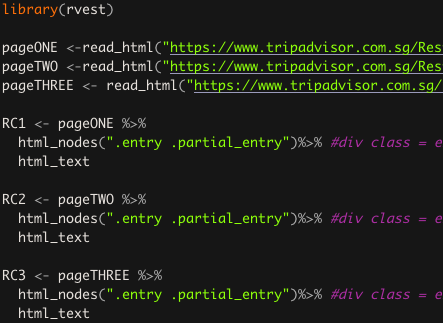 library(rvest)
pageONE <-read_html("https://www.tripadvisor.com.sg/Res
pageTWO <-read_html("https://www.tripadvisor.com.sg/Res
pageTHREE <- read_html("https://www.tripadvisor.com.sg/
RC1 <- pageONE %>%
html_nodes(".entry .partial_entry")%>% #div class = e
html_text
RC2 <- pageTWO %>%
html_nodes(".entry .partial_entry")%>% #div class = e
html_text
RC3 <- pageTHREE %>%
html_nodes(".entry .partial_entry")%>% #div class = e
html_text